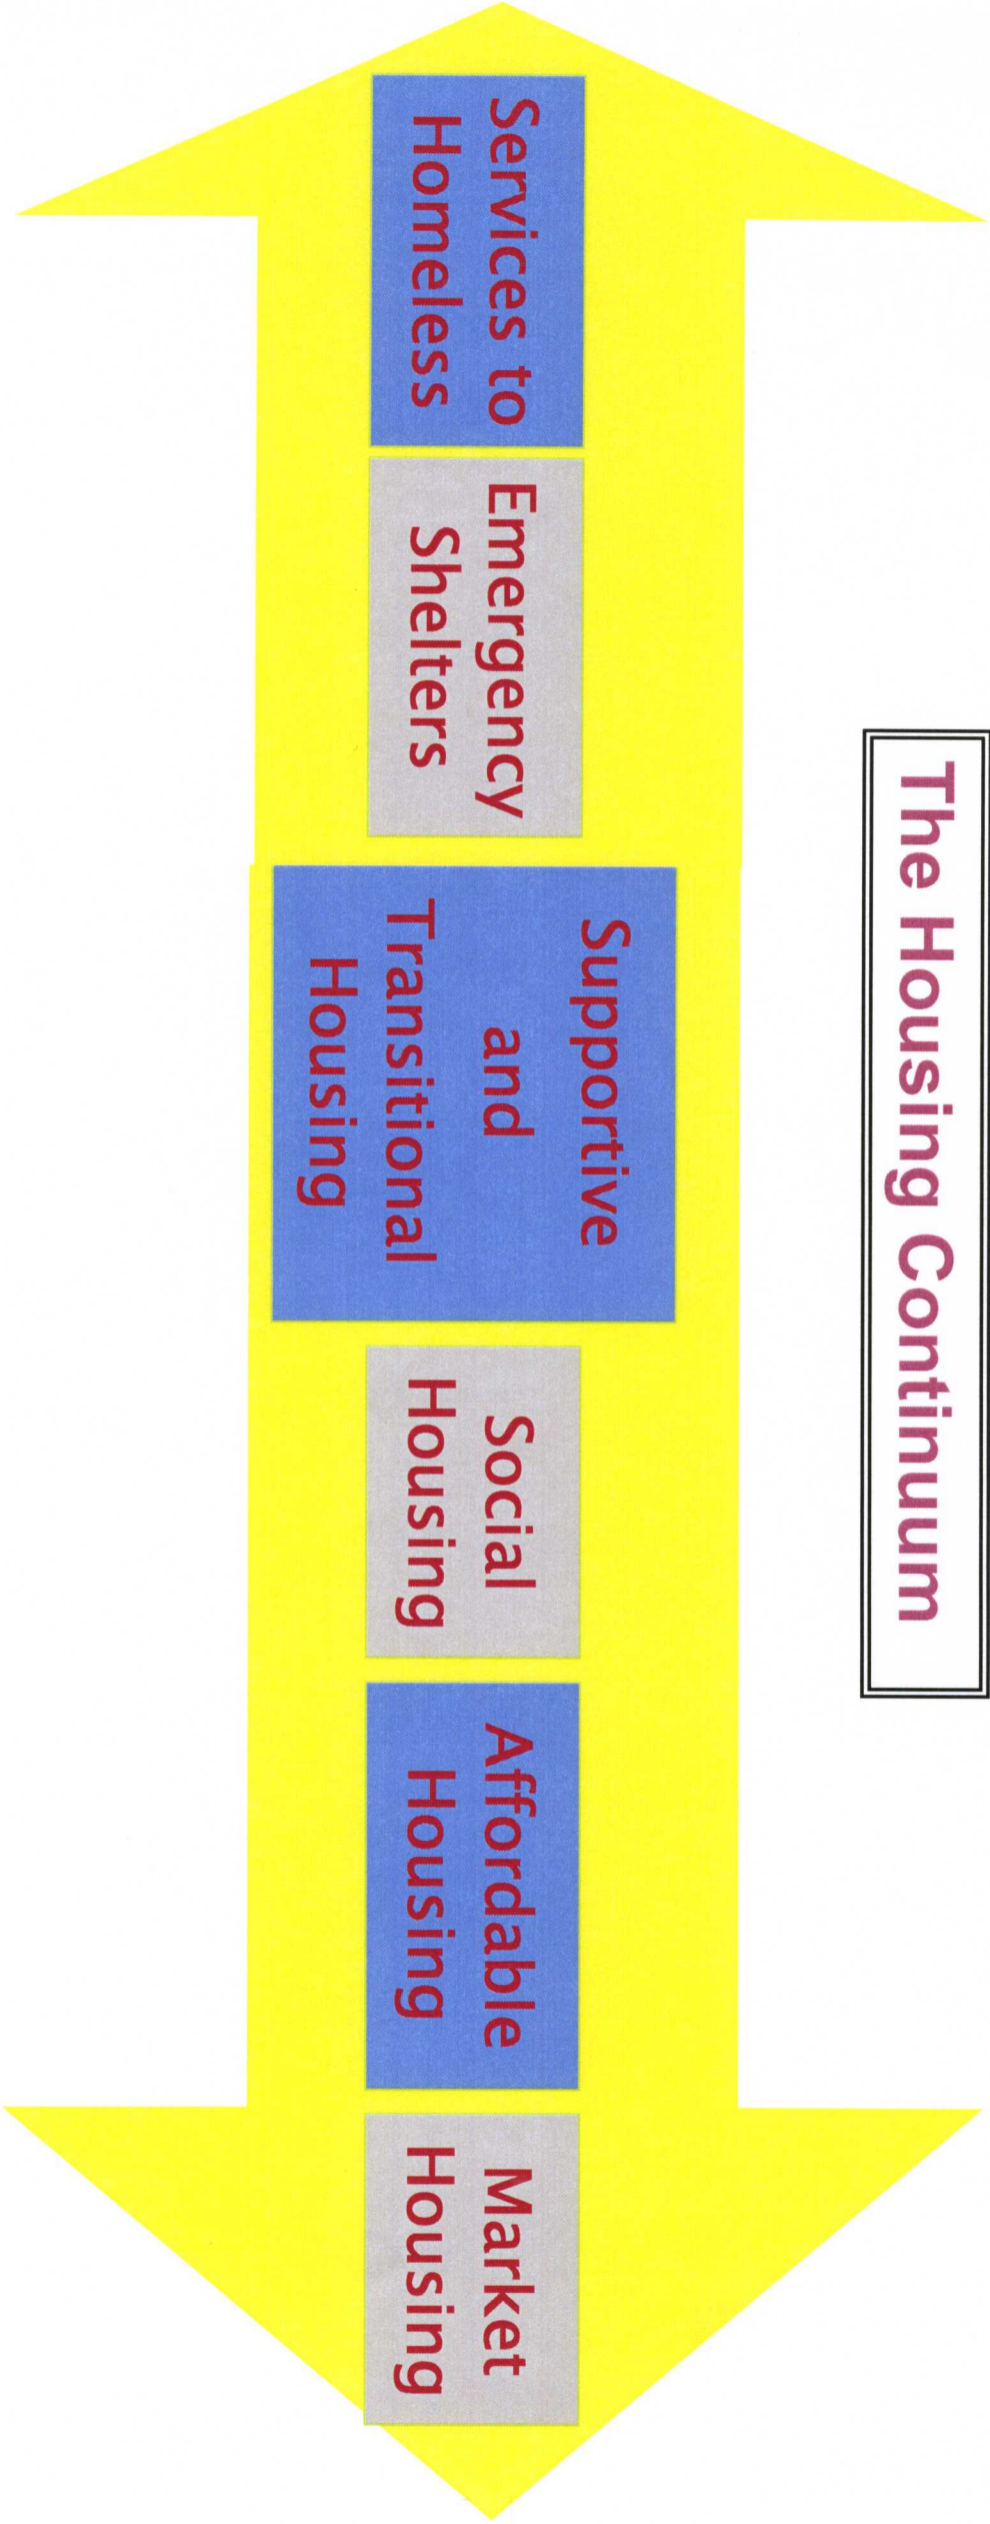 The Housing Continuum
Services to
Homeless
Emergency
Shelters
Supportive
and
Transitional
Housing
Social
Housing
Affordable
Housing
Market
Housing